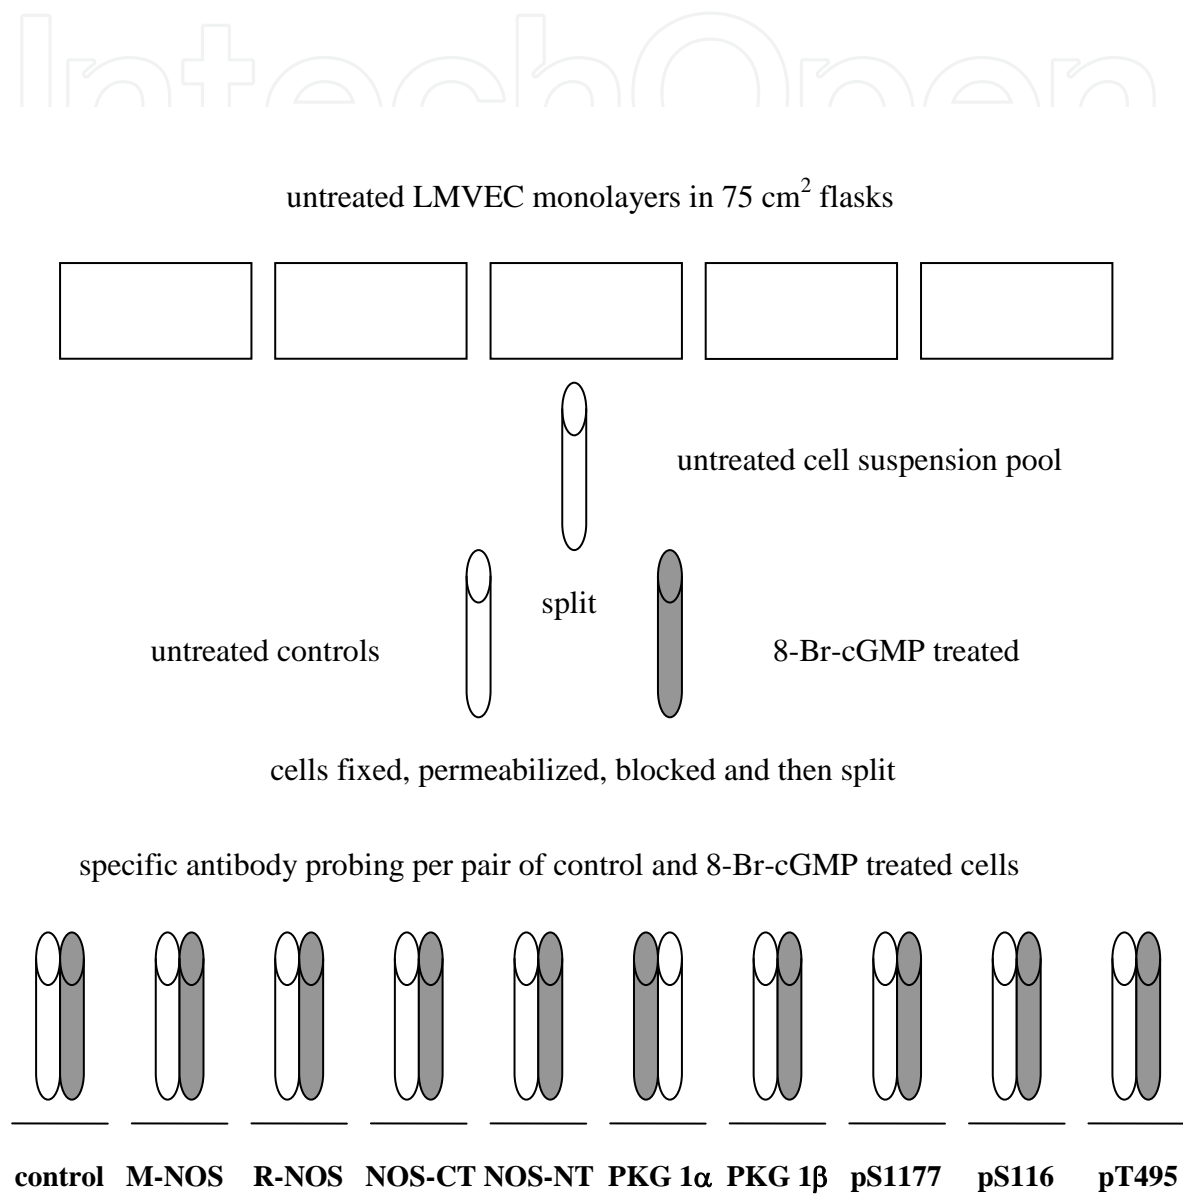 IntechOpen
untreated LMVEC monolayers in 75 cm² flasks
untreated cell suspension pool
split
untreated controls
8-Br-cGMP treated
cells fixed, permeabilized, blocked and then split
specific antibody probing per pair of control and 8-Br-cGMP treated cells
control M-NOS R-NOS NOS-CT NOS-NT PKG 1α PKG 1β pS1177 pS116 pT495